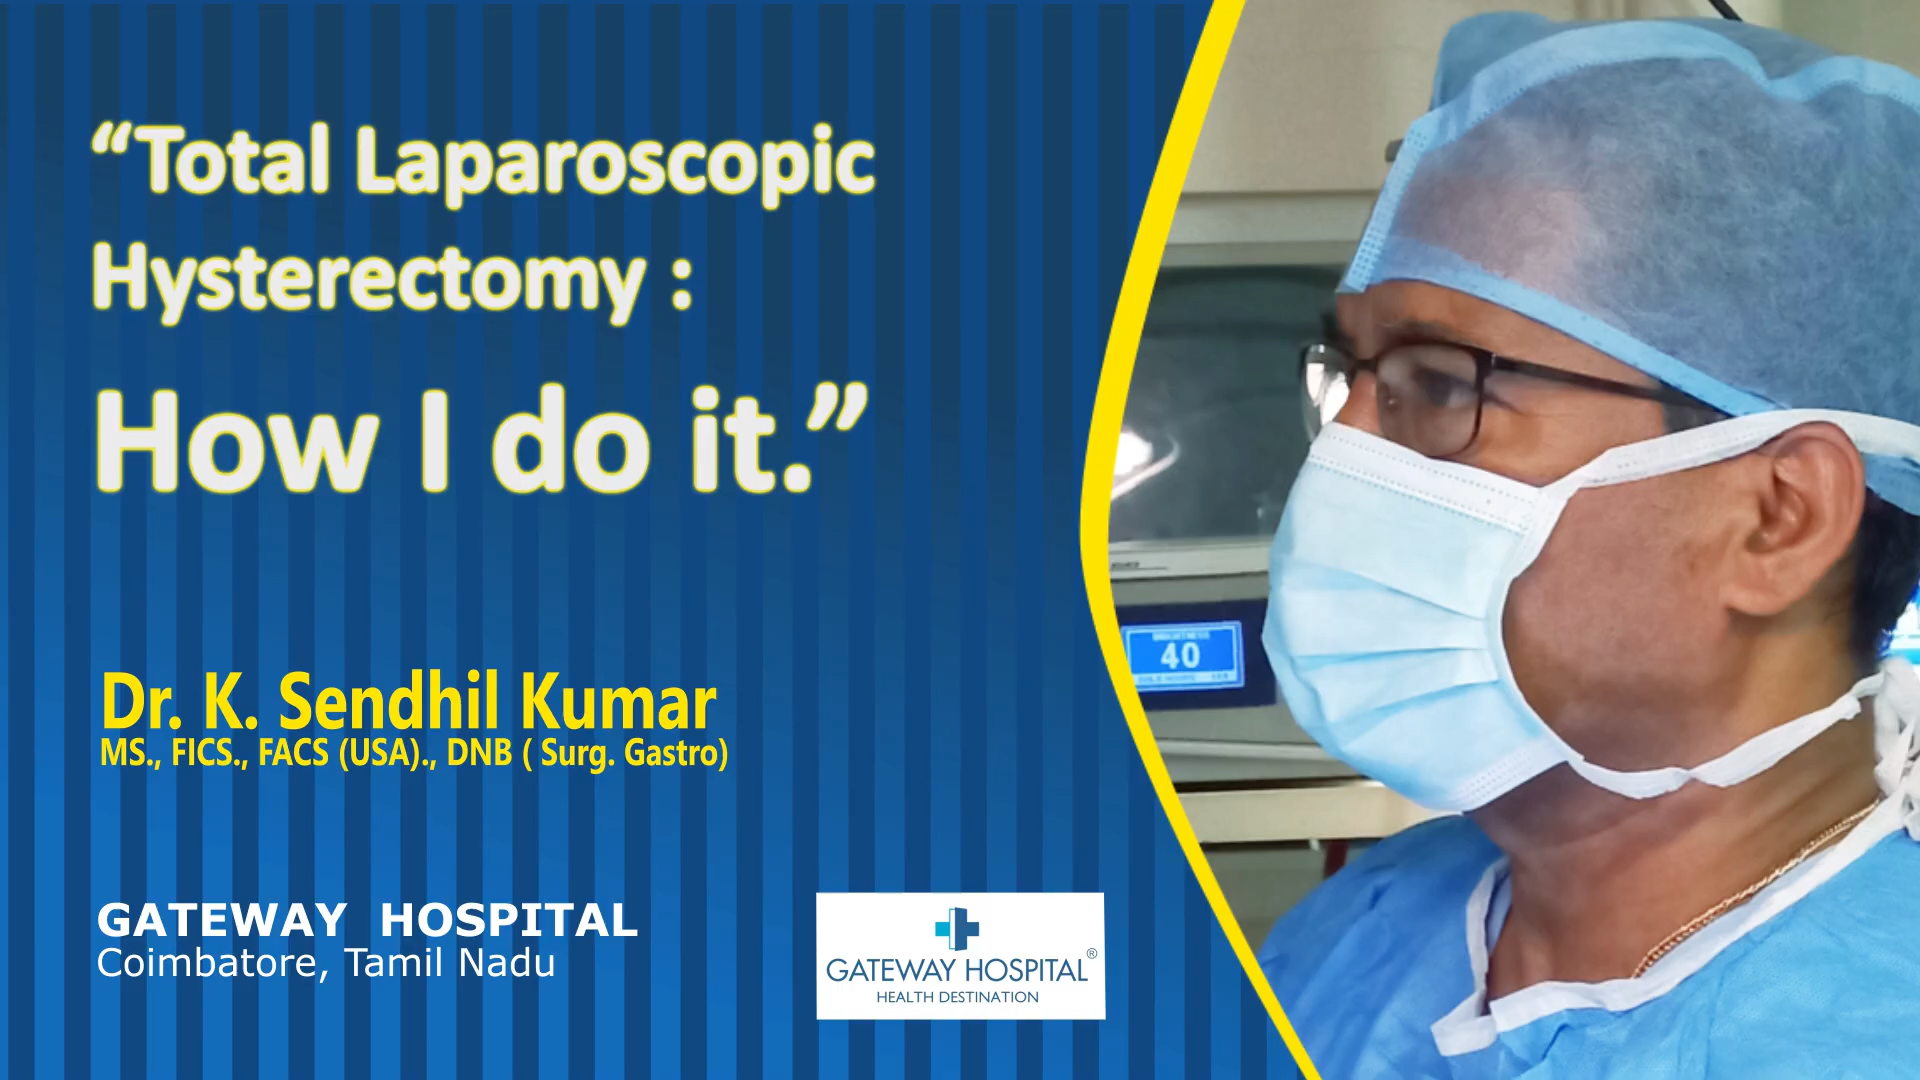 “Total Laparoscopic
Hysterectomy :
How I do it.”
Dr. K. Sendhil Kumar
MS., FICS., FACS (USA)., DNB ( Surg. Gastro)
GATEWAY HOSPITAL
Coimbatore, Tamil Nadu
GATEWAY HOSPITAL®
HEALTH DESTINATION
BRIGHTNESS
40